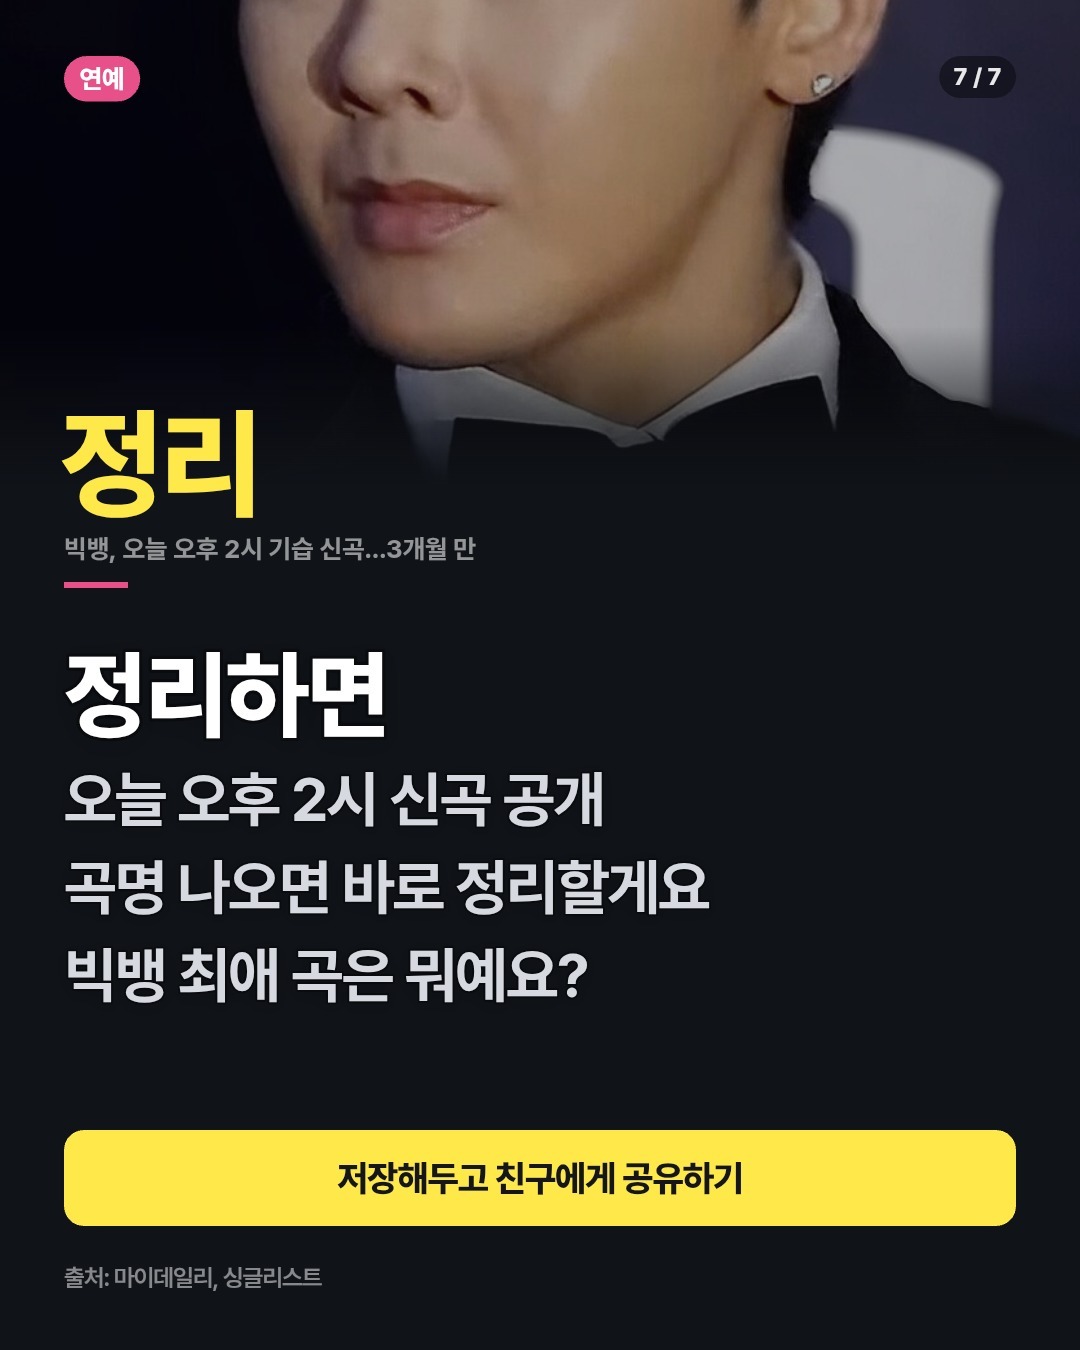 연예
7 / 7
정리
빅뱅, 오늘 오후 2시 기습 신곡...3개월 만
정리하면
오늘 오후 2시 신곡 공개
곡명 나오면 바로 정리할게요
빅뱅 최애 곡은 뭐예요?
저장해두고 친구에게 공유하기
출처: 마이데일리, 싱글리스트